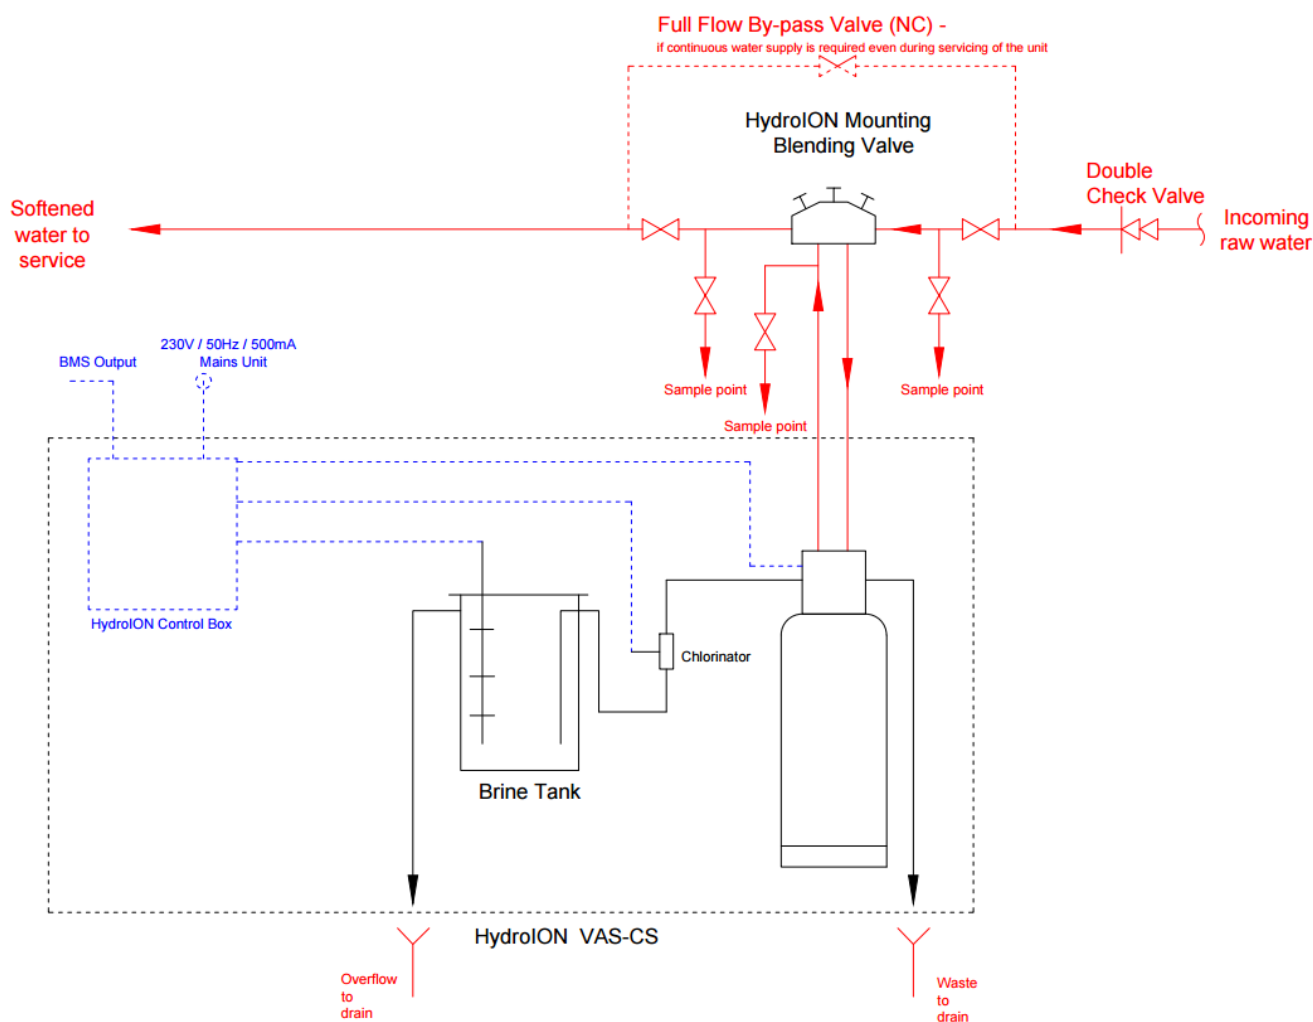 Full Flow By-pass Valve (NC) -
if continuous water supply is required even during servicing of the unit
HydroION Mounting
Blending Valve
Double
Check Valve
Incoming
raw water
Softened
water to
service
Sample point
Sample point
Sample point
230V / 50Hz / 500mA
Mains Unit
BMS Output
HydroION Control Box
Chlorinator
Brine Tank
HydroION VAS-CS
Overflow
to
drain
Waste
to
drain